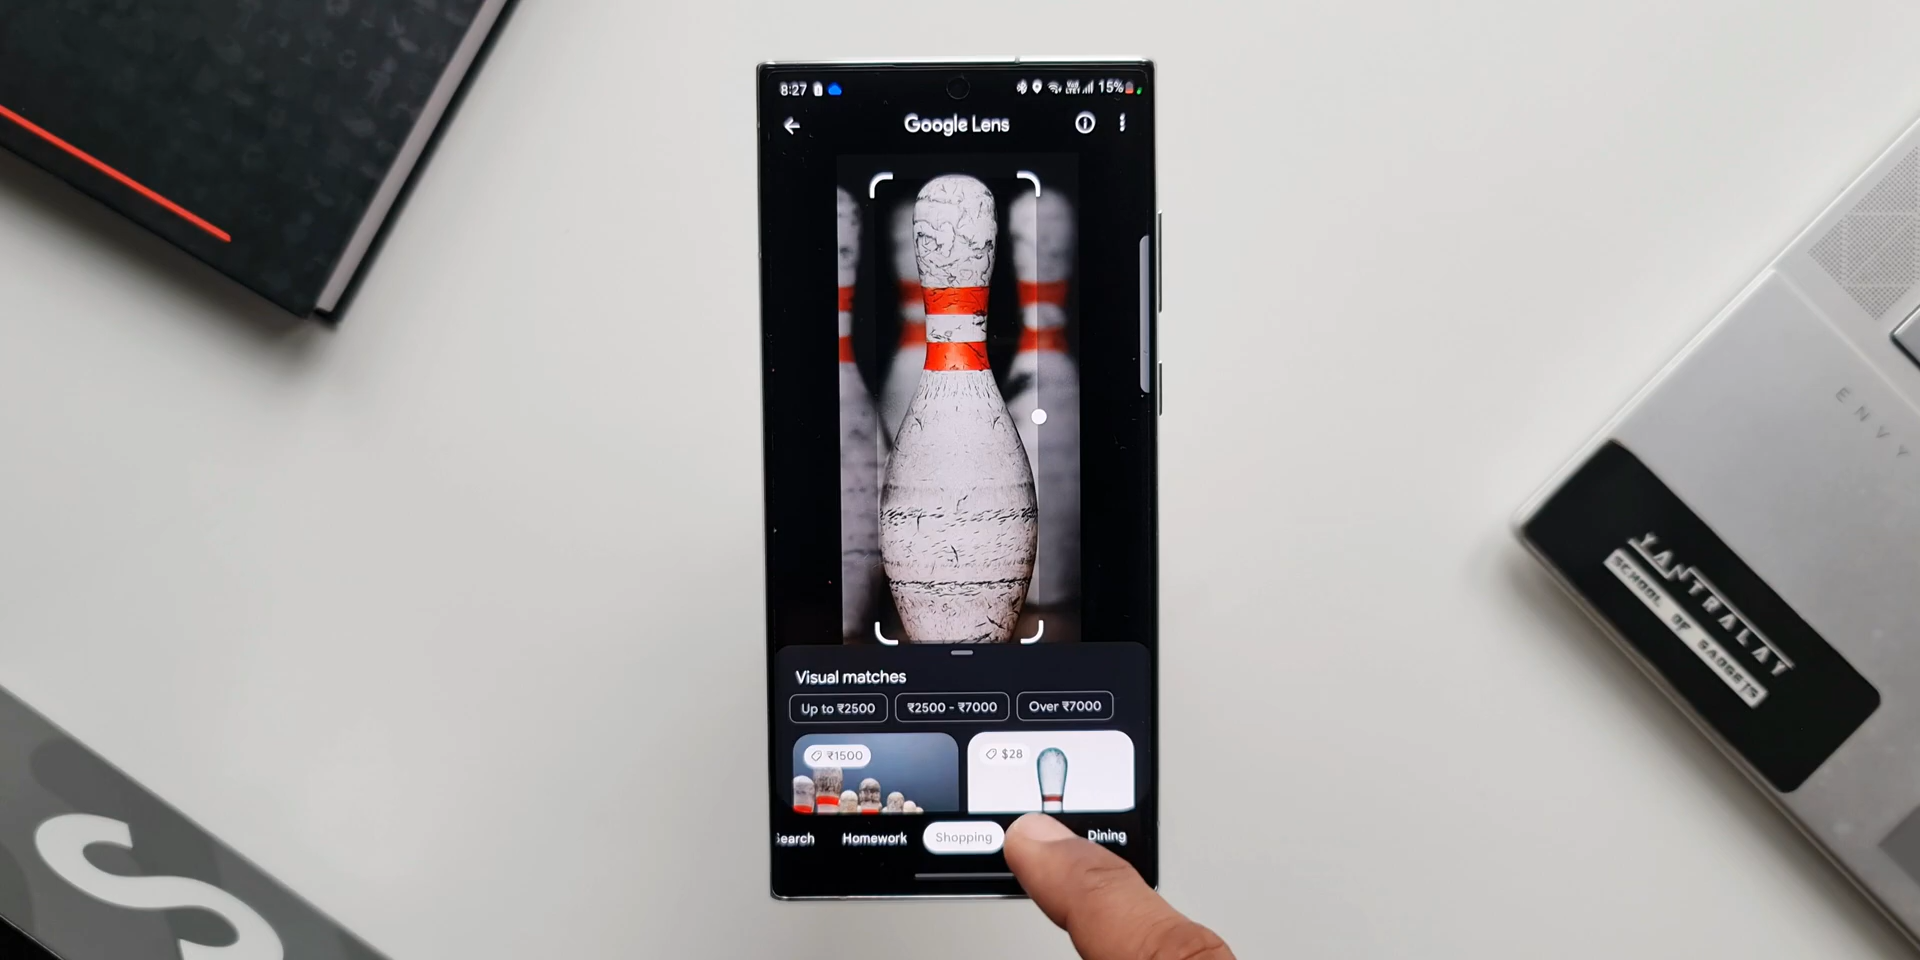 8:27
15%
Google Lens
Visual matches
Up to ₹2500
₹2500 - ₹7000
Over ₹7000
₹1500
$28
Search
Homework
Shopping
Dining
ENVY
YANTRALAY
SCHOOL OF GADGETS
S